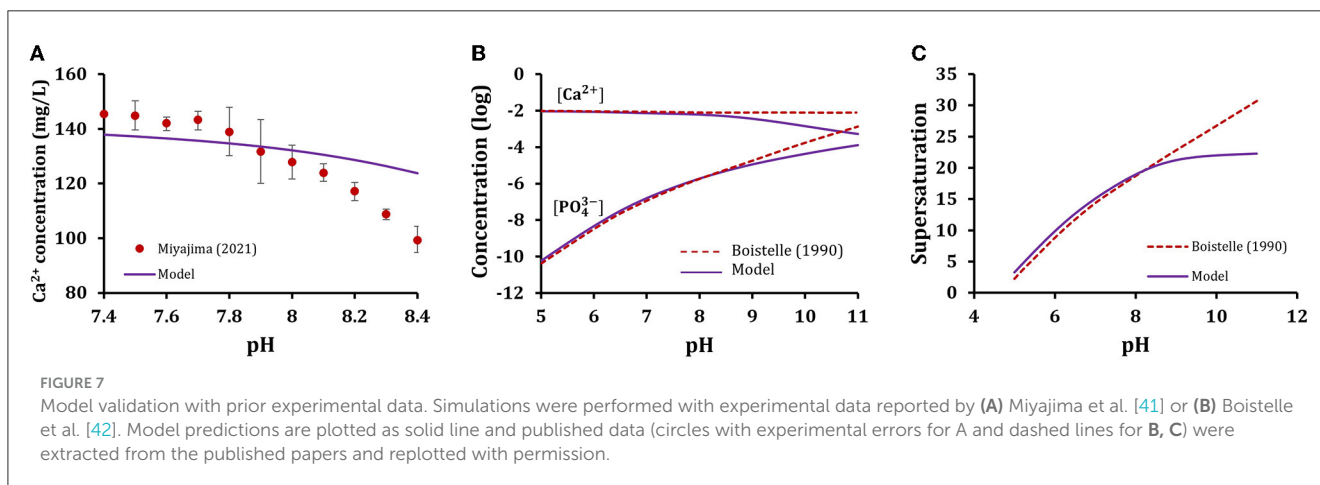 A
Ca²⁺ concentration (mg/L)
160
140
120
100
80
Miyajima (2021)
Model
7.4 7.6 7.8 8 8.2 8.4
pH
B
Concentration (log)
0
-2
-4
-6
-8
-10
-12
[Ca²⁺]
[PO₄³⁻]
Boistelle (1990)
Model
5 6 7 8 9 10 11
pH
C
Supersaturation
35
30
25
20
15
10
5
0
Boistelle (1990)
Model
4 6 8 10 12
pH
FIGURE 7
Model validation with prior experimental data. Simulations were performed with experimental data reported by (A) Miyajima et al. [41] or (B) Boistelle
et al. [42]. Model predictions are plotted as solid line and published data (circles with experimental errors for A and dashed lines for B, C) were
extracted from the published papers and replotted with permission.